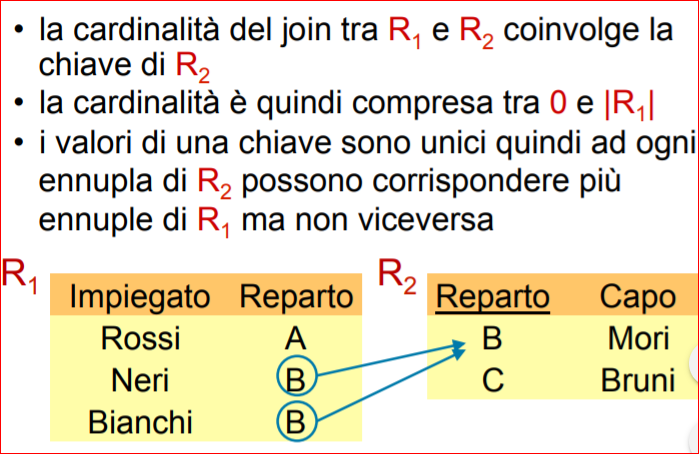 • la cardinalità del join tra R₁ e R₂ coinvolge la
chiave di R₂
• la cardinalità è quindi compresa tra 0 e |R₁|
• i valori di una chiave sono unici quindi ad ogni
ennupla di R₂ possono corrispondere più
ennuple di R₁ ma non viceversa
R₁
Impiegato Reparto
Rossi A
Neri B
Bianchi B
R₂
Reparto Capo
B Mori
C Bruni